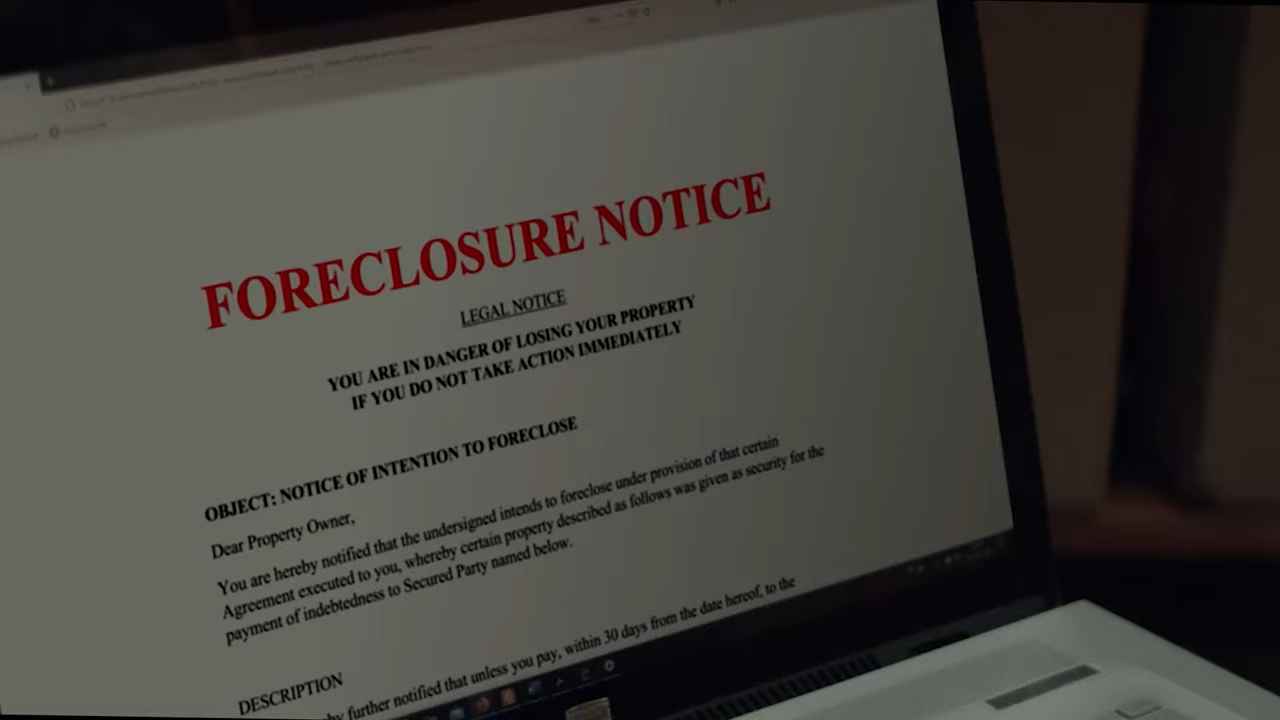 FORECLOSURE NOTICE
LEGAL NOTICE
YOU ARE IN DANGER OF LOSING YOUR PROPERTY
IF YOU DO NOT TAKE ACTION IMMEDIATELY
OBJECT: NOTICE OF INTENTION TO FORECLOSE
Dear Property Owner,
You are hereby notified that the undersigned intends to foreclose under provision of that certain
Agreement executed to you, whereby certain property described as follows was given as security for the
payment of indebtedness to Secured Party named below.
DESCRIPTION
by further notified that unless you pay, within 30 days from the date hereof, to the